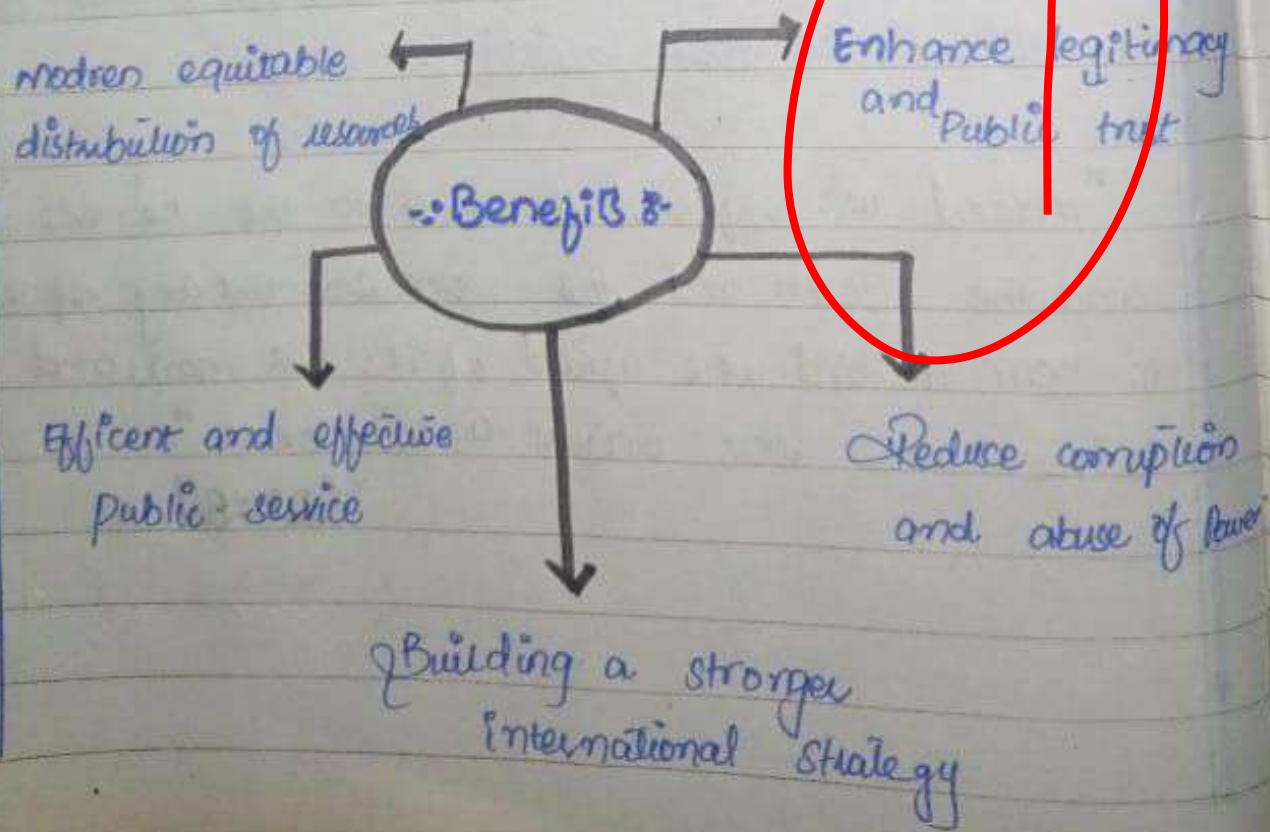 Modren equitable
distribution of resources
Enhance legitimacy
and Public trust
-:Benefits:-
Efficent and effective
Public service
Reduce corruption
and abuse of Power
Building a stronger
international strategy